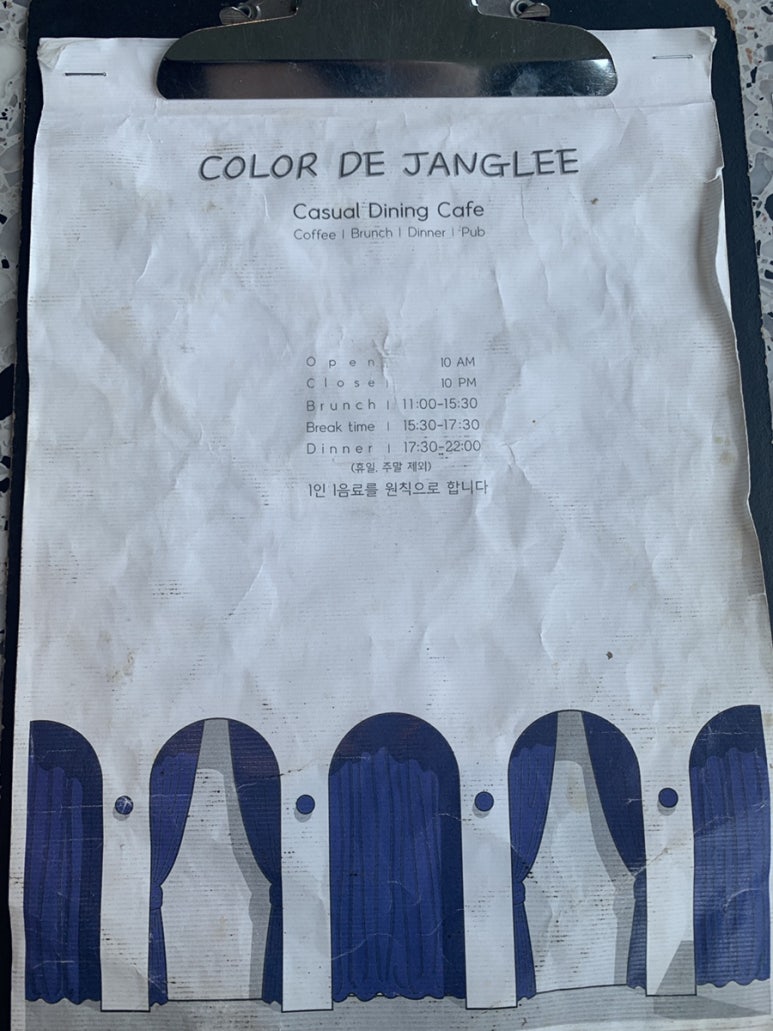 COLOR DE JANGLEE
Casual Dining Cafe
Coffee | Brunch | Dinner | Pub
Open | 10 AM
Close | 10 PM
Brunch | 11:00-15:30
Break time | 15:30-17:30
Dinner | 17:30-22:00
(휴일, 주말 제외)
1인 1음료를 원칙으로 합니다